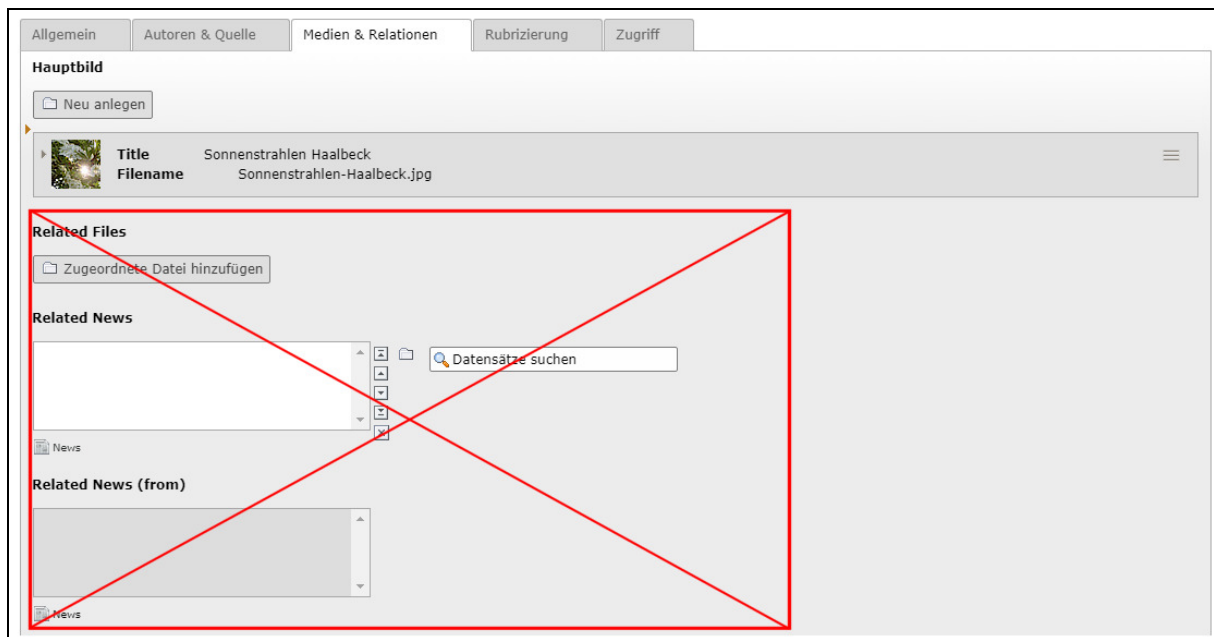 Allgemein Autoren & Quelle Medien & Relationen Rubrizierung Zugriff
Hauptbild
Neu anlegen
Title Sonnenstrahlen Haalbeck
Filename Sonnenstrahlen-Haalbeck.jpg
Related Files
Zugeordnete Datei hinzufügen
Related News
Datensätze suchen
News
Related News (from)
News